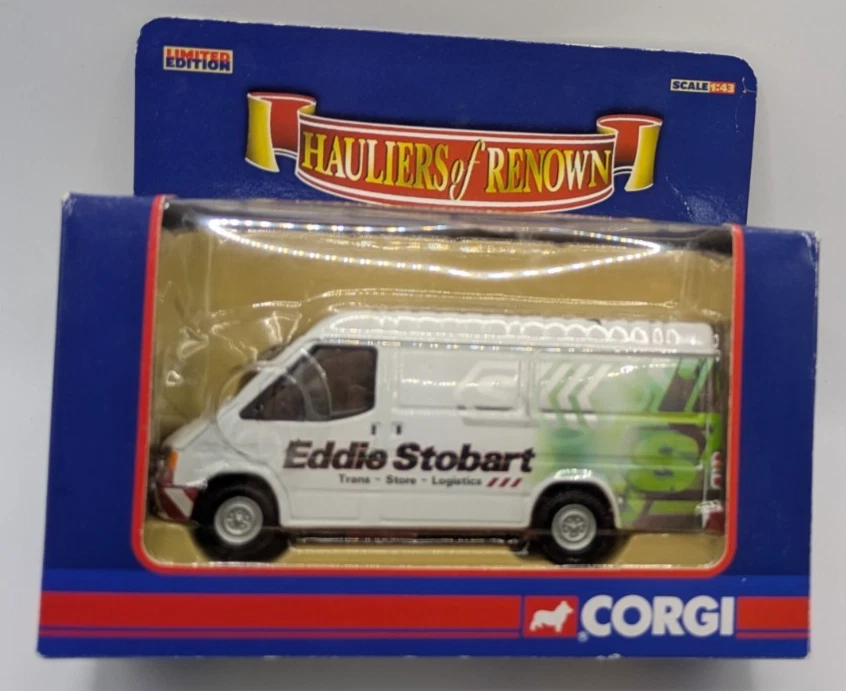 LIMITED
EDITION
SCALE 1:43
HAULIERS of RENOWN
Eddie Stobart
Trans ~ Store ~ Logistics
CORGI
®